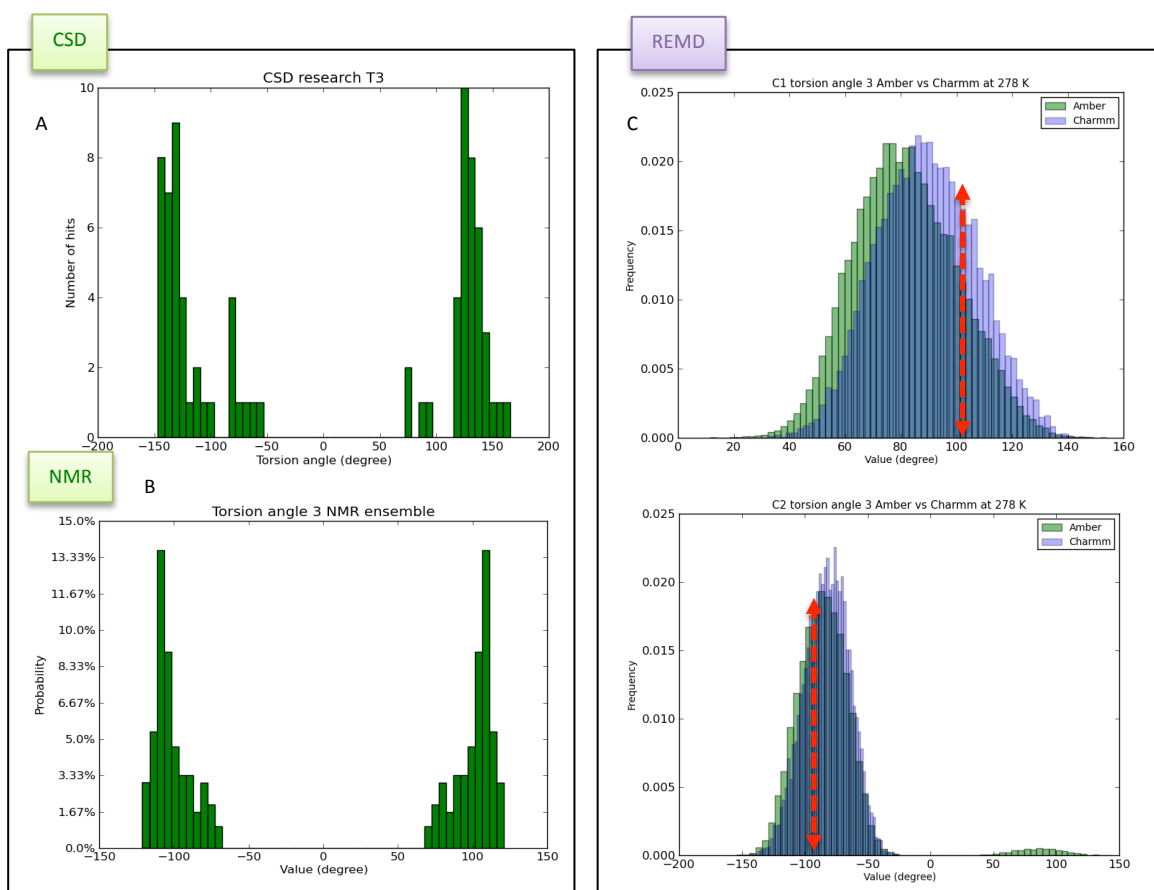 CSD
CSD research T3
A
10
8
6
4
2
0
−200 −150 −100 −50 0 50 100 150 200
Number of hits
Torsion angle (degree)
NMR
B
Torsion angle 3 NMR ensemble
15.0%
13.33%
11.67%
10.0%
8.33%
6.67%
5.0%
3.33%
1.67%
0.0%
−150 −100 −50 0 50 100 150
Probability
Value (degree)
REMD
C1 torsion angle 3 Amber vs Charmm at 278 K
C
Amber
Charmm
0.025
0.020
0.015
0.010
0.005
0.000
0 20 40 60 80 100 120 140 160
Frequency
Value (degree)
C2 torsion angle 3 Amber vs Charmm at 278 K
Amber
Charmm
0.025
0.020
0.015
0.010
0.005
0.000
−200 −150 −100 −50 0 50 100 150
Frequency
Value (degree)